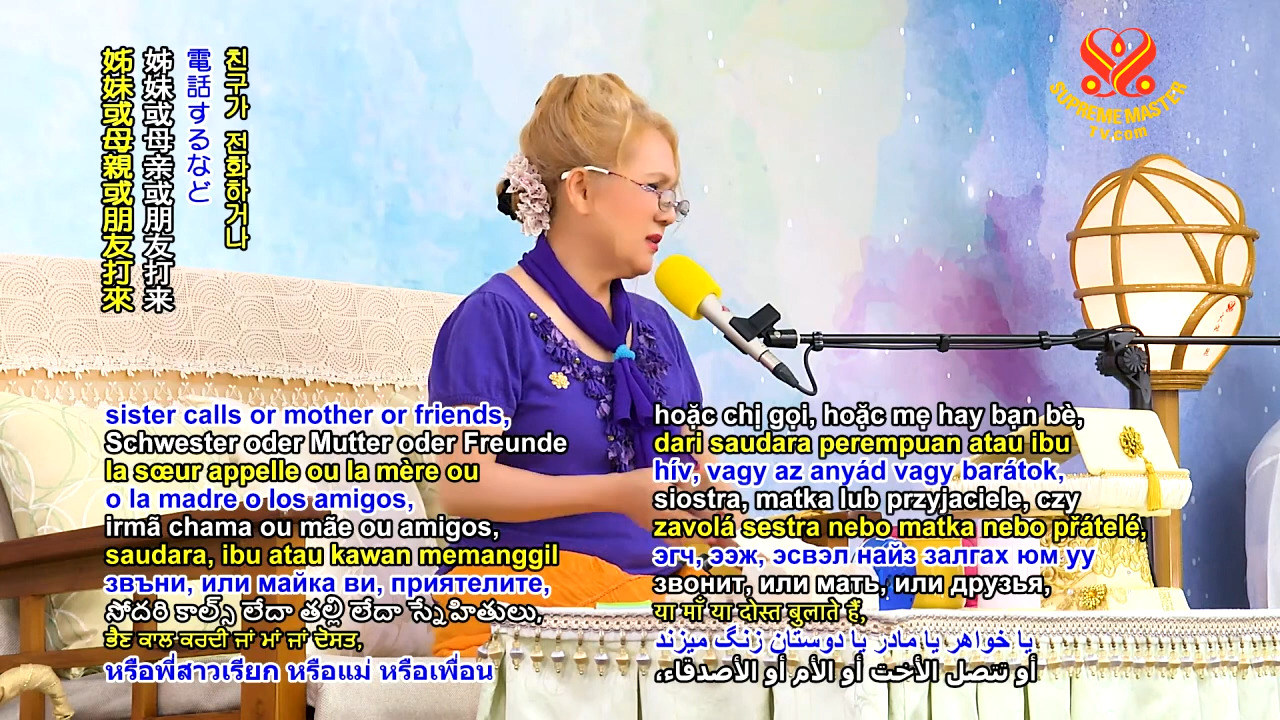 친구가 전화하거나
電話するなど
姊妹或母亲或朋友打来
姊妹或母親或朋友打來
SUPREME MASTER
TV.com
sister calls or mother or friends,
Schwester oder Mutter oder Freunde
la sœur appelle ou la mère ou
o la madre o los amigos,
irmã chama ou mãe ou amigos,
saudara, ibu atau kawan memanggil
звъни, или майка ви, приятелите,
సోదరి కాల్స్ లేదా తల్లి లేదా స్నేహితులు,
ਭੈਣ ਕਾਲ ਕਰਦੀ ਜਾਂ ਮਾਂ ਜਾਂ ਦੋਸਤ,
หรือพี่สาวเรียก หรือแม่ หรือเพื่อน
hoặc chị gọi, hoặc mẹ hay bạn bè,
dari saudara perempuan atau ibu
hív, vagy az anyád vagy barátok,
siostra, matka lub przyjaciele, czy
zavolá sestra nebo matka nebo přátelé,
эгч, ээж, эсвэл найз залгах юм уу
звонит, или мать, или друзья,
या माँ या दोस्त बुलाते हैं,
یا خواهر یا مادر یا دوستان زنگ میزند
أو تتصل الأخت أو الأم أو الأصدقاء،